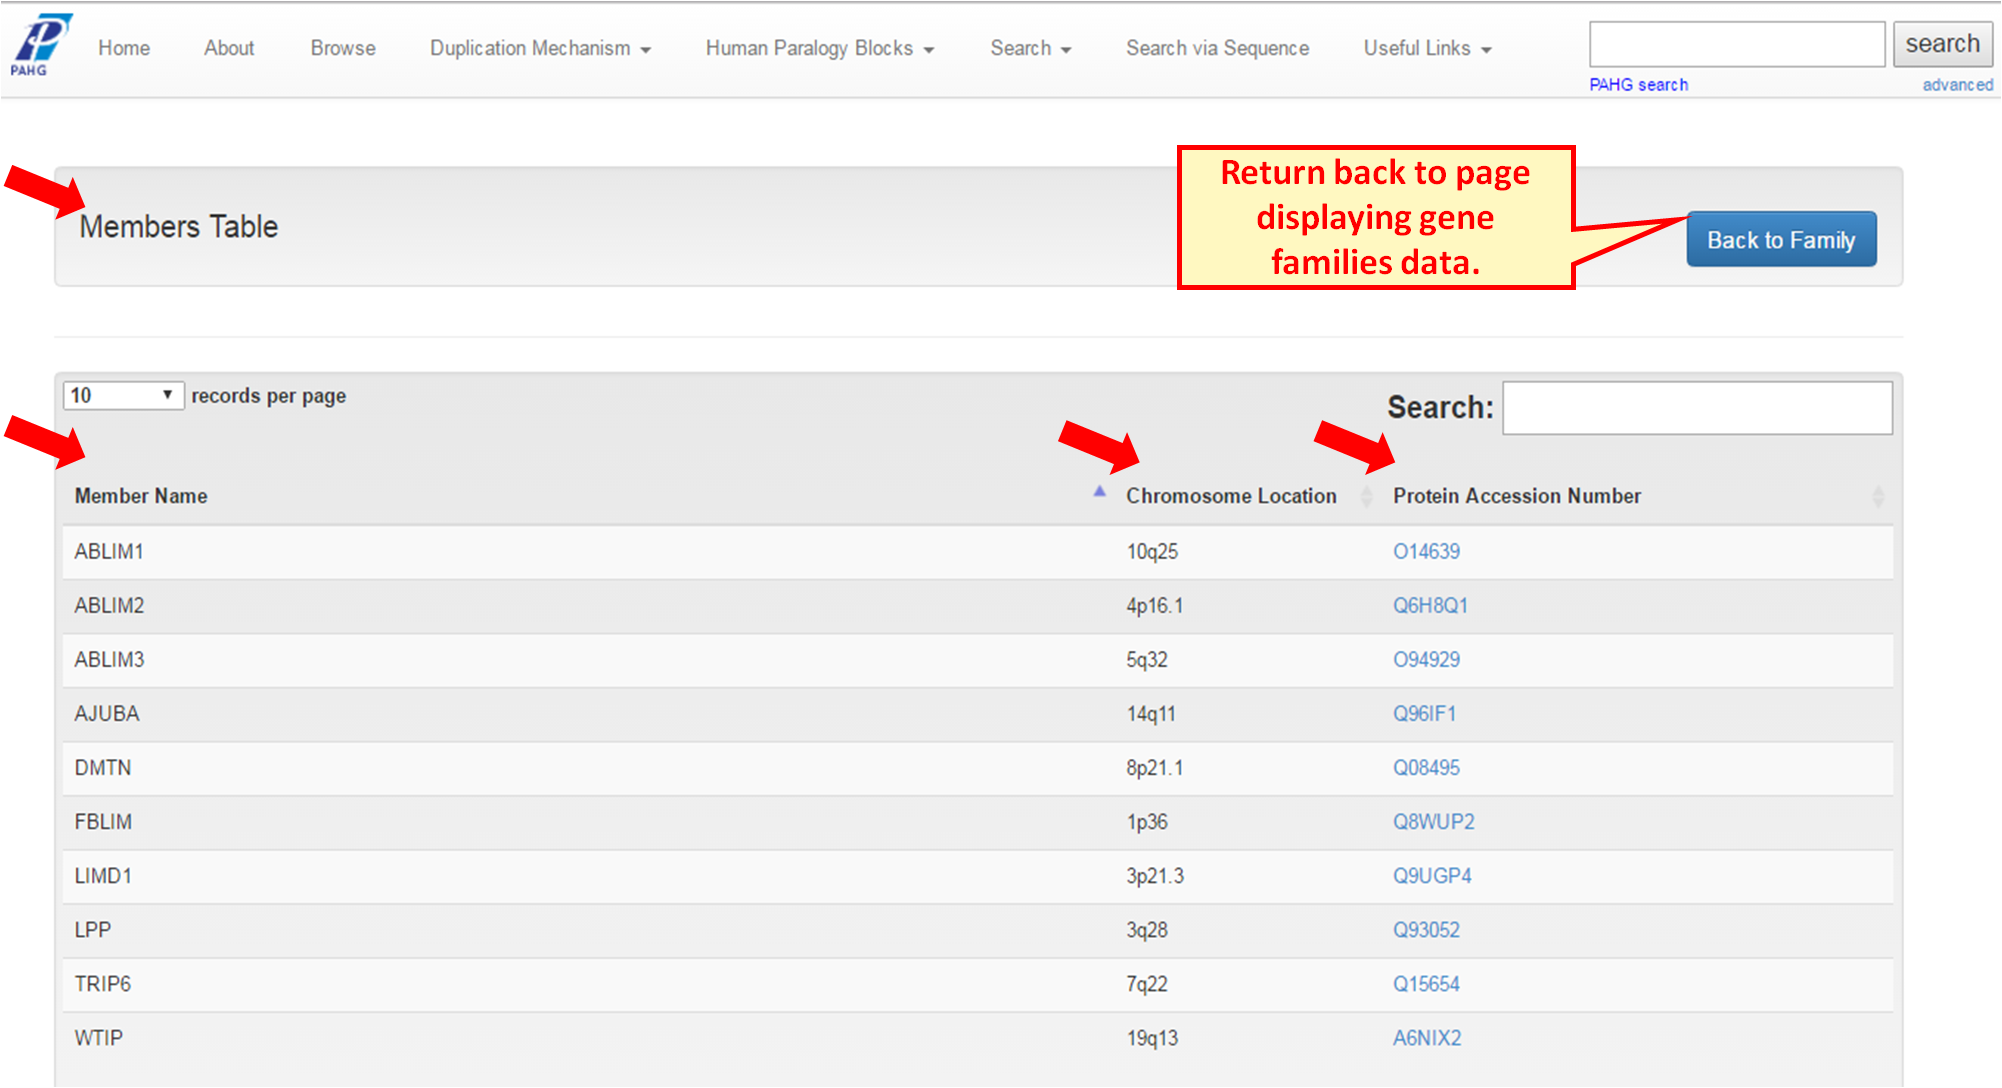 PAHG
Home About Browse Duplication Mechanism Human Paralogy Blocks Search Search via Sequence Useful Links search
PAHG search advanced
Members Table
Return back to page
displaying gene
families data.
Back to Family
10 records per page
Search:
Member Name Chromosome Location Protein Accession Number
ABLIM1 10q25 O14639
ABLIM2 4p16.1 Q6H8Q1
ABLIM3 5q32 O94929
AJUBA 14q11 Q96IF1
DMTN 8p21.1 Q08495
FBLIM 1p36 Q8WUP2
LIMD1 3p21.3 Q9UGP4
LPP 3q28 Q93052
TRIP6 7q22 Q15654
WTIP 19q13 A6NIX2